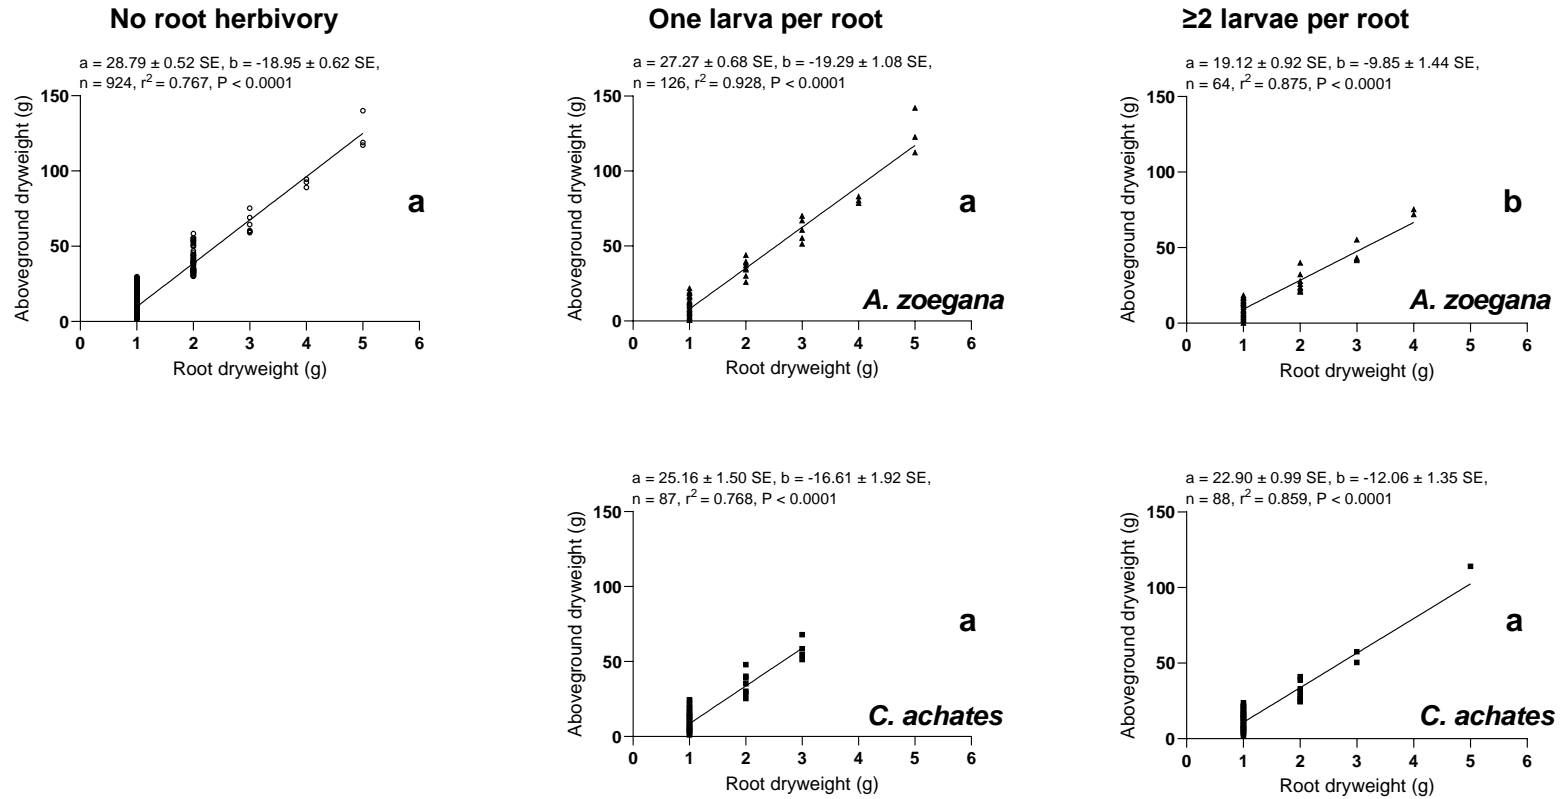 No root herbivory
One larva per root
≥2 larvae per root
a = 28.79 ± 0.52 SE, b = -18.95 ± 0.62 SE,
n = 924, r² = 0.767, P < 0.0001
Aboveground dryweight (g)
150
100
50
0
a
0 1 2 3 4 5 6
Root dryweight (g)
a = 27.27 ± 0.68 SE, b = -19.29 ± 1.08 SE,
n = 126, r² = 0.928, P < 0.0001
Aboveground dryweight (g)
150
100
50
0
a
A. zoegana
0 1 2 3 4 5 6
Root dryweight (g)
a = 19.12 ± 0.92 SE, b = -9.85 ± 1.44 SE,
n = 64, r² = 0.875, P < 0.0001
Aboveground dryweight (g)
150
100
50
0
b
A. zoegana
0 1 2 3 4 5 6
Root dryweight (g)
a = 25.16 ± 1.50 SE, b = -16.61 ± 1.92 SE,
n = 87, r² = 0.768, P < 0.0001
Aboveground dryweight (g)
150
100
50
0
a
C. achates
0 1 2 3 4 5 6
Root dryweight (g)
a = 22.90 ± 0.99 SE, b = -12.06 ± 1.35 SE,
n = 88, r² = 0.859, P < 0.0001
Aboveground dryweight (g)
150
100
50
0
a
C. achates
0 1 2 3 4 5 6
Root dryweight (g)